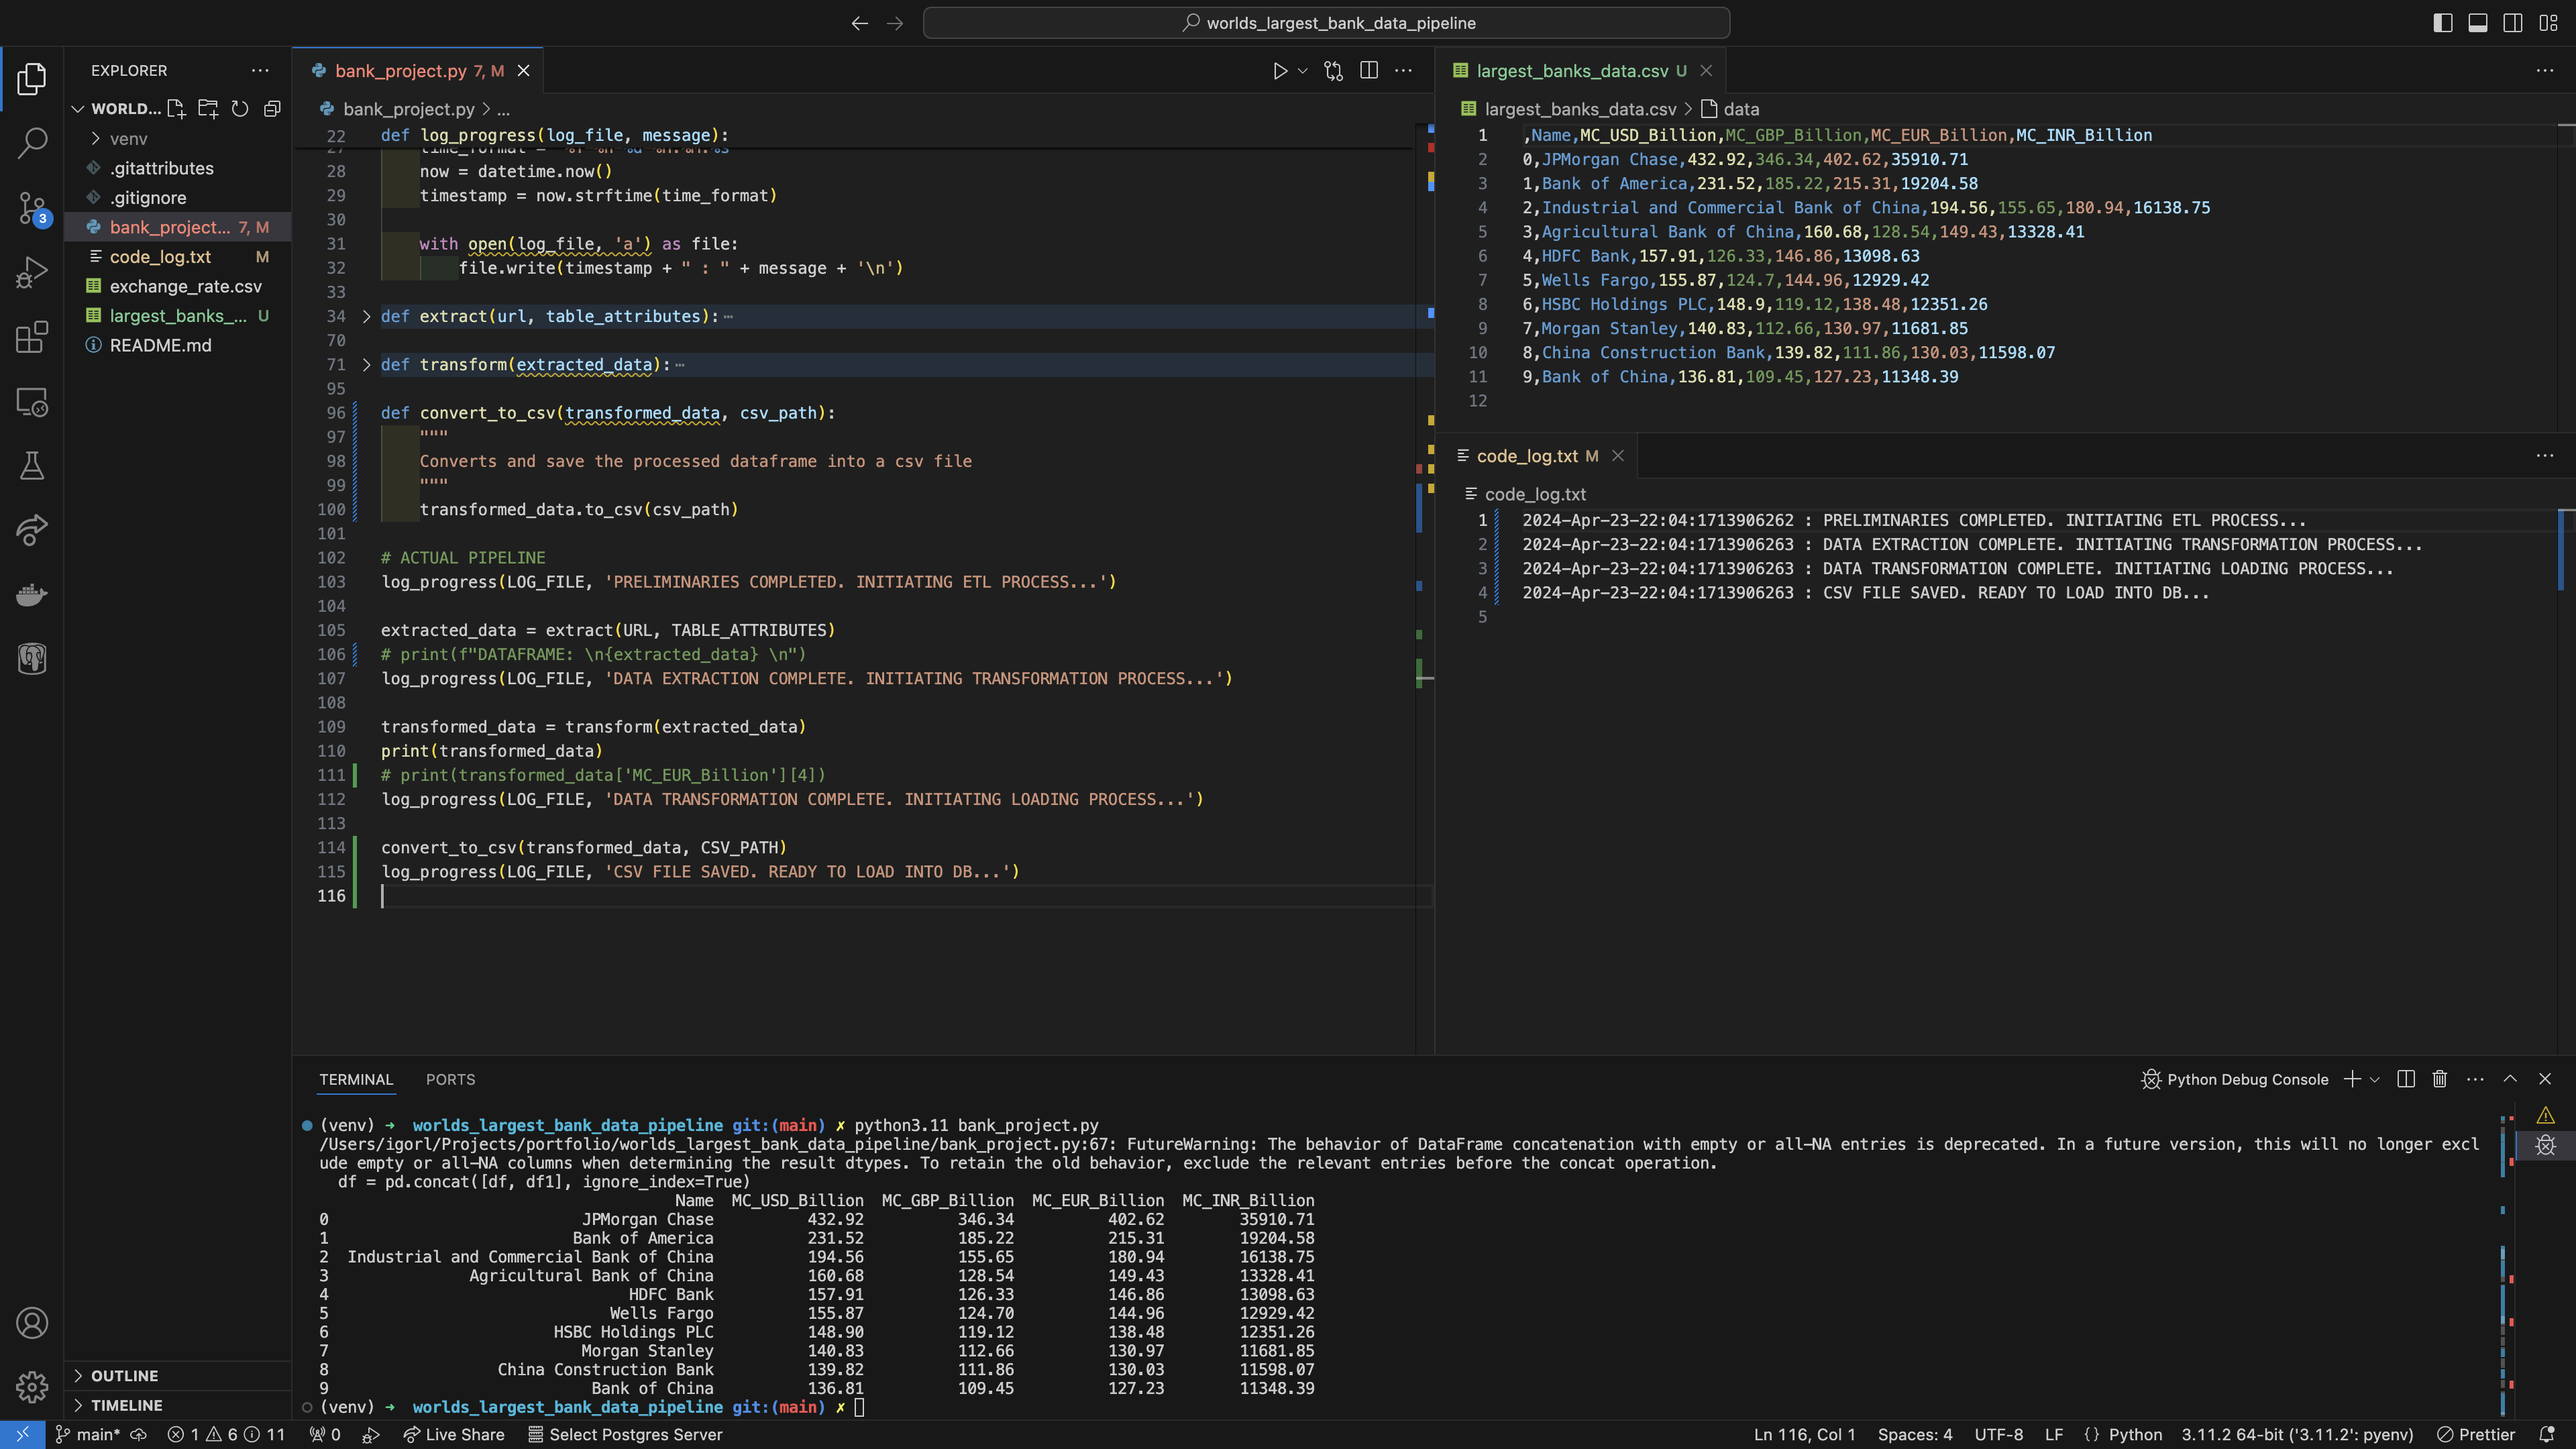 worlds_largest_bank_data_pipeline
EXPLORER
WORLD...
venv
.gitattributes
.gitignore
bank_project... 7, M
code_log.txt M
exchange_rate.csv
largest_banks_... U
README.md
OUTLINE
TIMELINE
3
bank_project.py 7, M
bank_project.py > ...
22 def log_progress(log_file, message):
28 now = datetime.now()
29 timestamp = now.strftime(time_format)
30
31 with open(log_file, 'a') as file:
32 file.write(timestamp + " : " + message + '\n')
33
34 def extract(url, table_attributes):
70
71 def transform(extracted_data):
95
96 def convert_to_csv(transformed_data, csv_path):
97 """
98 Converts and save the processed dataframe into a csv file
99 """
100 transformed_data.to_csv(csv_path)
101
102 # ACTUAL PIPELINE
103 log_progress(LOG_FILE, 'PRELIMINARIES COMPLETED. INITIATING ETL PROCESS...')
104
105 extracted_data = extract(URL, TABLE_ATTRIBUTES)
106 # print(f"DATAFRAME: \n{extracted_data} \n")
107 log_progress(LOG_FILE, 'DATA EXTRACTION COMPLETE. INITIATING TRANSFORMATION PROCESS...')
108
109 transformed_data = transform(extracted_data)
110 print(transformed_data)
111 # print(transformed_data['MC_EUR_Billion'][4])
112 log_progress(LOG_FILE, 'DATA TRANSFORMATION COMPLETE. INITIATING LOADING PROCESS...')
113
114 convert_to_csv(transformed_data, CSV_PATH)
115 log_progress(LOG_FILE, 'CSV FILE SAVED. READY TO LOAD INTO DB...')
116
largest_banks_data.csv U
largest_banks_data.csv > data
1 ,Name,MC_USD_Billion,MC_GBP_Billion,MC_EUR_Billion,MC_INR_Billion
2 0,JPMorgan Chase,432.92,346.34,402.62,35910.71
3 1,Bank of America,231.52,185.22,215.31,19204.58
4 2,Industrial and Commercial Bank of China,194.56,155.65,180.94,16138.75
5 3,Agricultural Bank of China,160.68,128.54,149.43,13328.41
6 4,HDFC Bank,157.91,126.33,146.86,13098.63
7 5,Wells Fargo,155.87,124.7,144.96,12929.42
8 6,HSBC Holdings PLC,148.9,119.12,138.48,12351.26
9 7,Morgan Stanley,140.83,112.66,130.97,11681.85
10 8,China Construction Bank,139.82,111.86,130.03,11598.07
11 9,Bank of China,136.81,109.45,127.23,11348.39
12
code_log.txt M
code_log.txt
1 2024-Apr-23-22:04:1713906262 : PRELIMINARIES COMPLETED. INITIATING ETL PROCESS...
2 2024-Apr-23-22:04:1713906263 : DATA EXTRACTION COMPLETE. INITIATING TRANSFORMATION PROCESS...
3 2024-Apr-23-22:04:1713906263 : DATA TRANSFORMATION COMPLETE. INITIATING LOADING PROCESS...
4 2024-Apr-23-22:04:1713906263 : CSV FILE SAVED. READY TO LOAD INTO DB...
5
TERMINAL PORTS Python Debug Console
(venv) ➜ worlds_largest_bank_data_pipeline git:(main) ✗ python3.11 bank_project.py
/Users/igorl/Projects/portfolio/worlds_largest_bank_data_pipeline/bank_project.py:67: FutureWarning: The behavior of DataFrame concatenation with empty or all-NA entries is deprecated. In a future version, this will no longer excl
ude empty or all-NA columns when determining the result dtypes. To retain the old behavior, exclude the relevant entries before the concat operation.
df = pd.concat([df, df1], ignore_index=True)
Name MC_USD_Billion MC_GBP_Billion MC_EUR_Billion MC_INR_Billion
0 JPMorgan Chase 432.92 346.34 402.62 35910.71
1 Bank of America 231.52 185.22 215.31 19204.58
2 Industrial and Commercial Bank of China 194.56 155.65 180.94 16138.75
3 Agricultural Bank of China 160.68 128.54 149.43 13328.41
4 HDFC Bank 157.91 126.33 146.86 13098.63
5 Wells Fargo 155.87 124.70 144.96 12929.42
6 HSBC Holdings PLC 148.90 119.12 138.48 12351.26
7 Morgan Stanley 140.83 112.66 130.97 11681.85
8 China Construction Bank 139.82 111.86 130.03 11598.07
9 Bank of China 136.81 109.45 127.23 11348.39
(venv) ➜ worlds_largest_bank_data_pipeline git:(main) ✗
main* 1 6 11 0 Live Share Select Postgres Server Ln 116, Col 1 Spaces: 4 UTF-8 LF {} Python 3.11.2 64-bit ('3.11.2': pyenv) Prettier